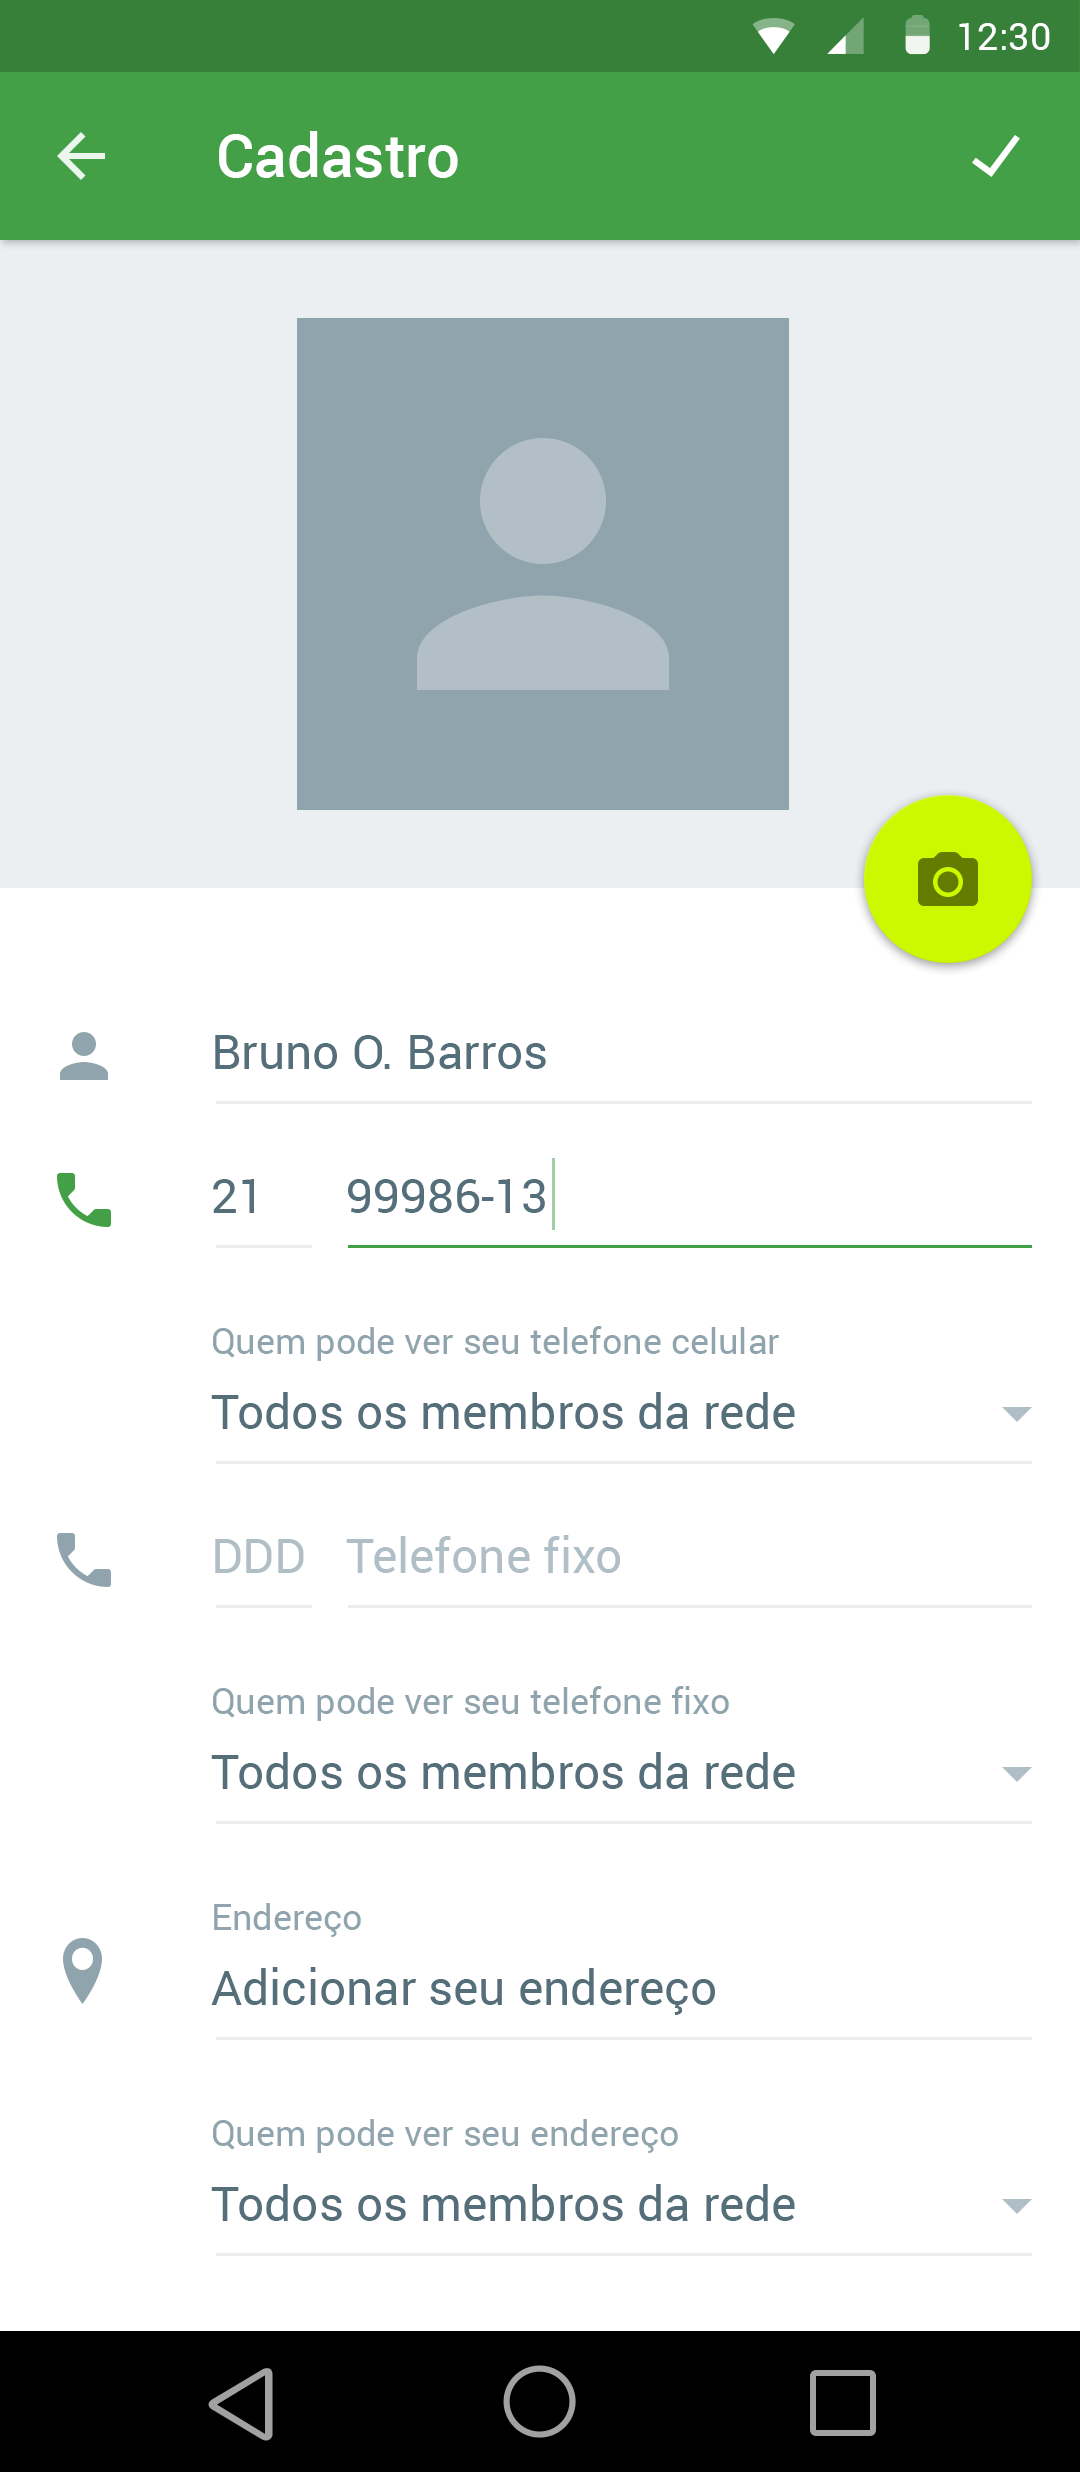 12:30
Cadastro
Bruno O. Barros
21 99986-13
Quem pode ver seu telefone celular
Todos os membros da rede
DDD Telefone fixo
Quem pode ver seu telefone fixo
Todos os membros da rede
Endereço
Adicionar seu endereço
Quem pode ver seu endereço
Todos os membros da rede